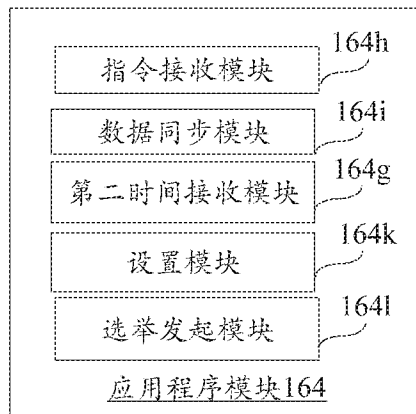 指令接收模块 164h
数据同步模块 164i
第二时间接收模块 164g
设置模块 164k
选举发起模块 164l
应用程序模块164